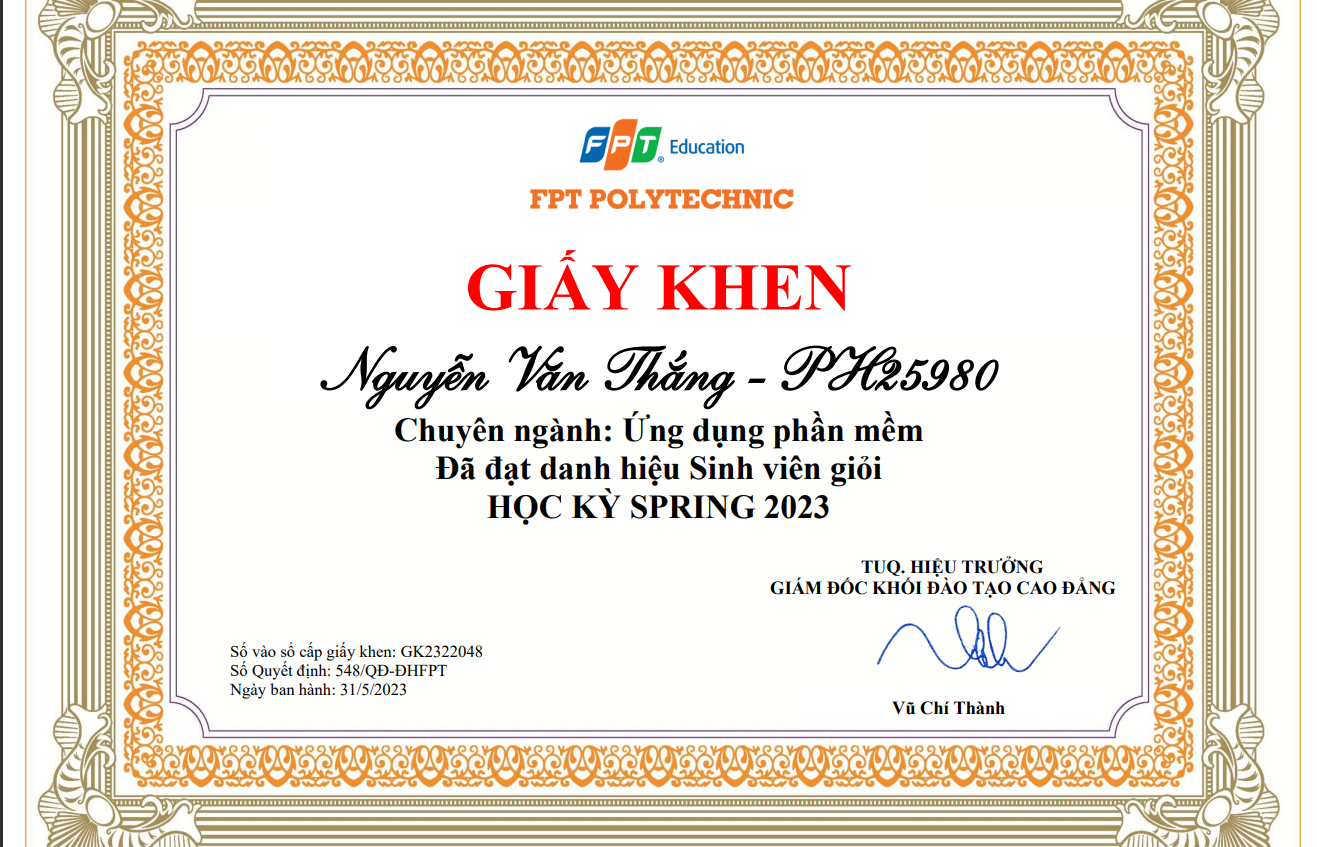 FPT Education
FPT POLYTECHNIC
GIẤY KHEN
Nguyễn Văn Thắng - PH25980
Chuyên ngành: Ứng dụng phần mềm
Đã đạt danh hiệu Sinh viên giỏi
HỌC KỲ SPRING 2023
TUQ. HIỆU TRƯỞNG
GIÁM ĐỐC KHỐI ĐÀO TẠO CAO ĐẲNG
Số vào sổ cấp giấy khen: GK2322048
Số Quyết định: 548/QĐ-ĐHFPT
Ngày ban hành: 31/5/2023
Vũ Chí Thành